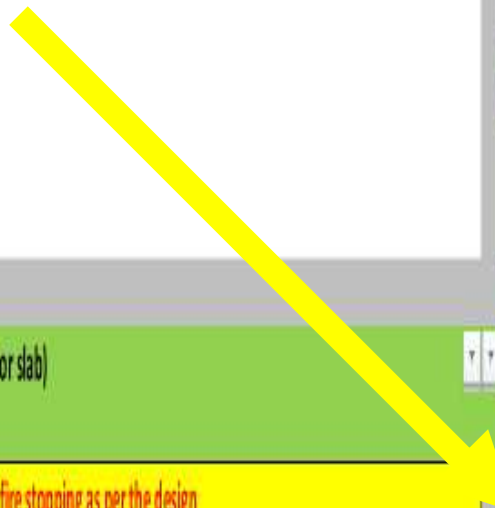 or slab)
fire stopping as per the design